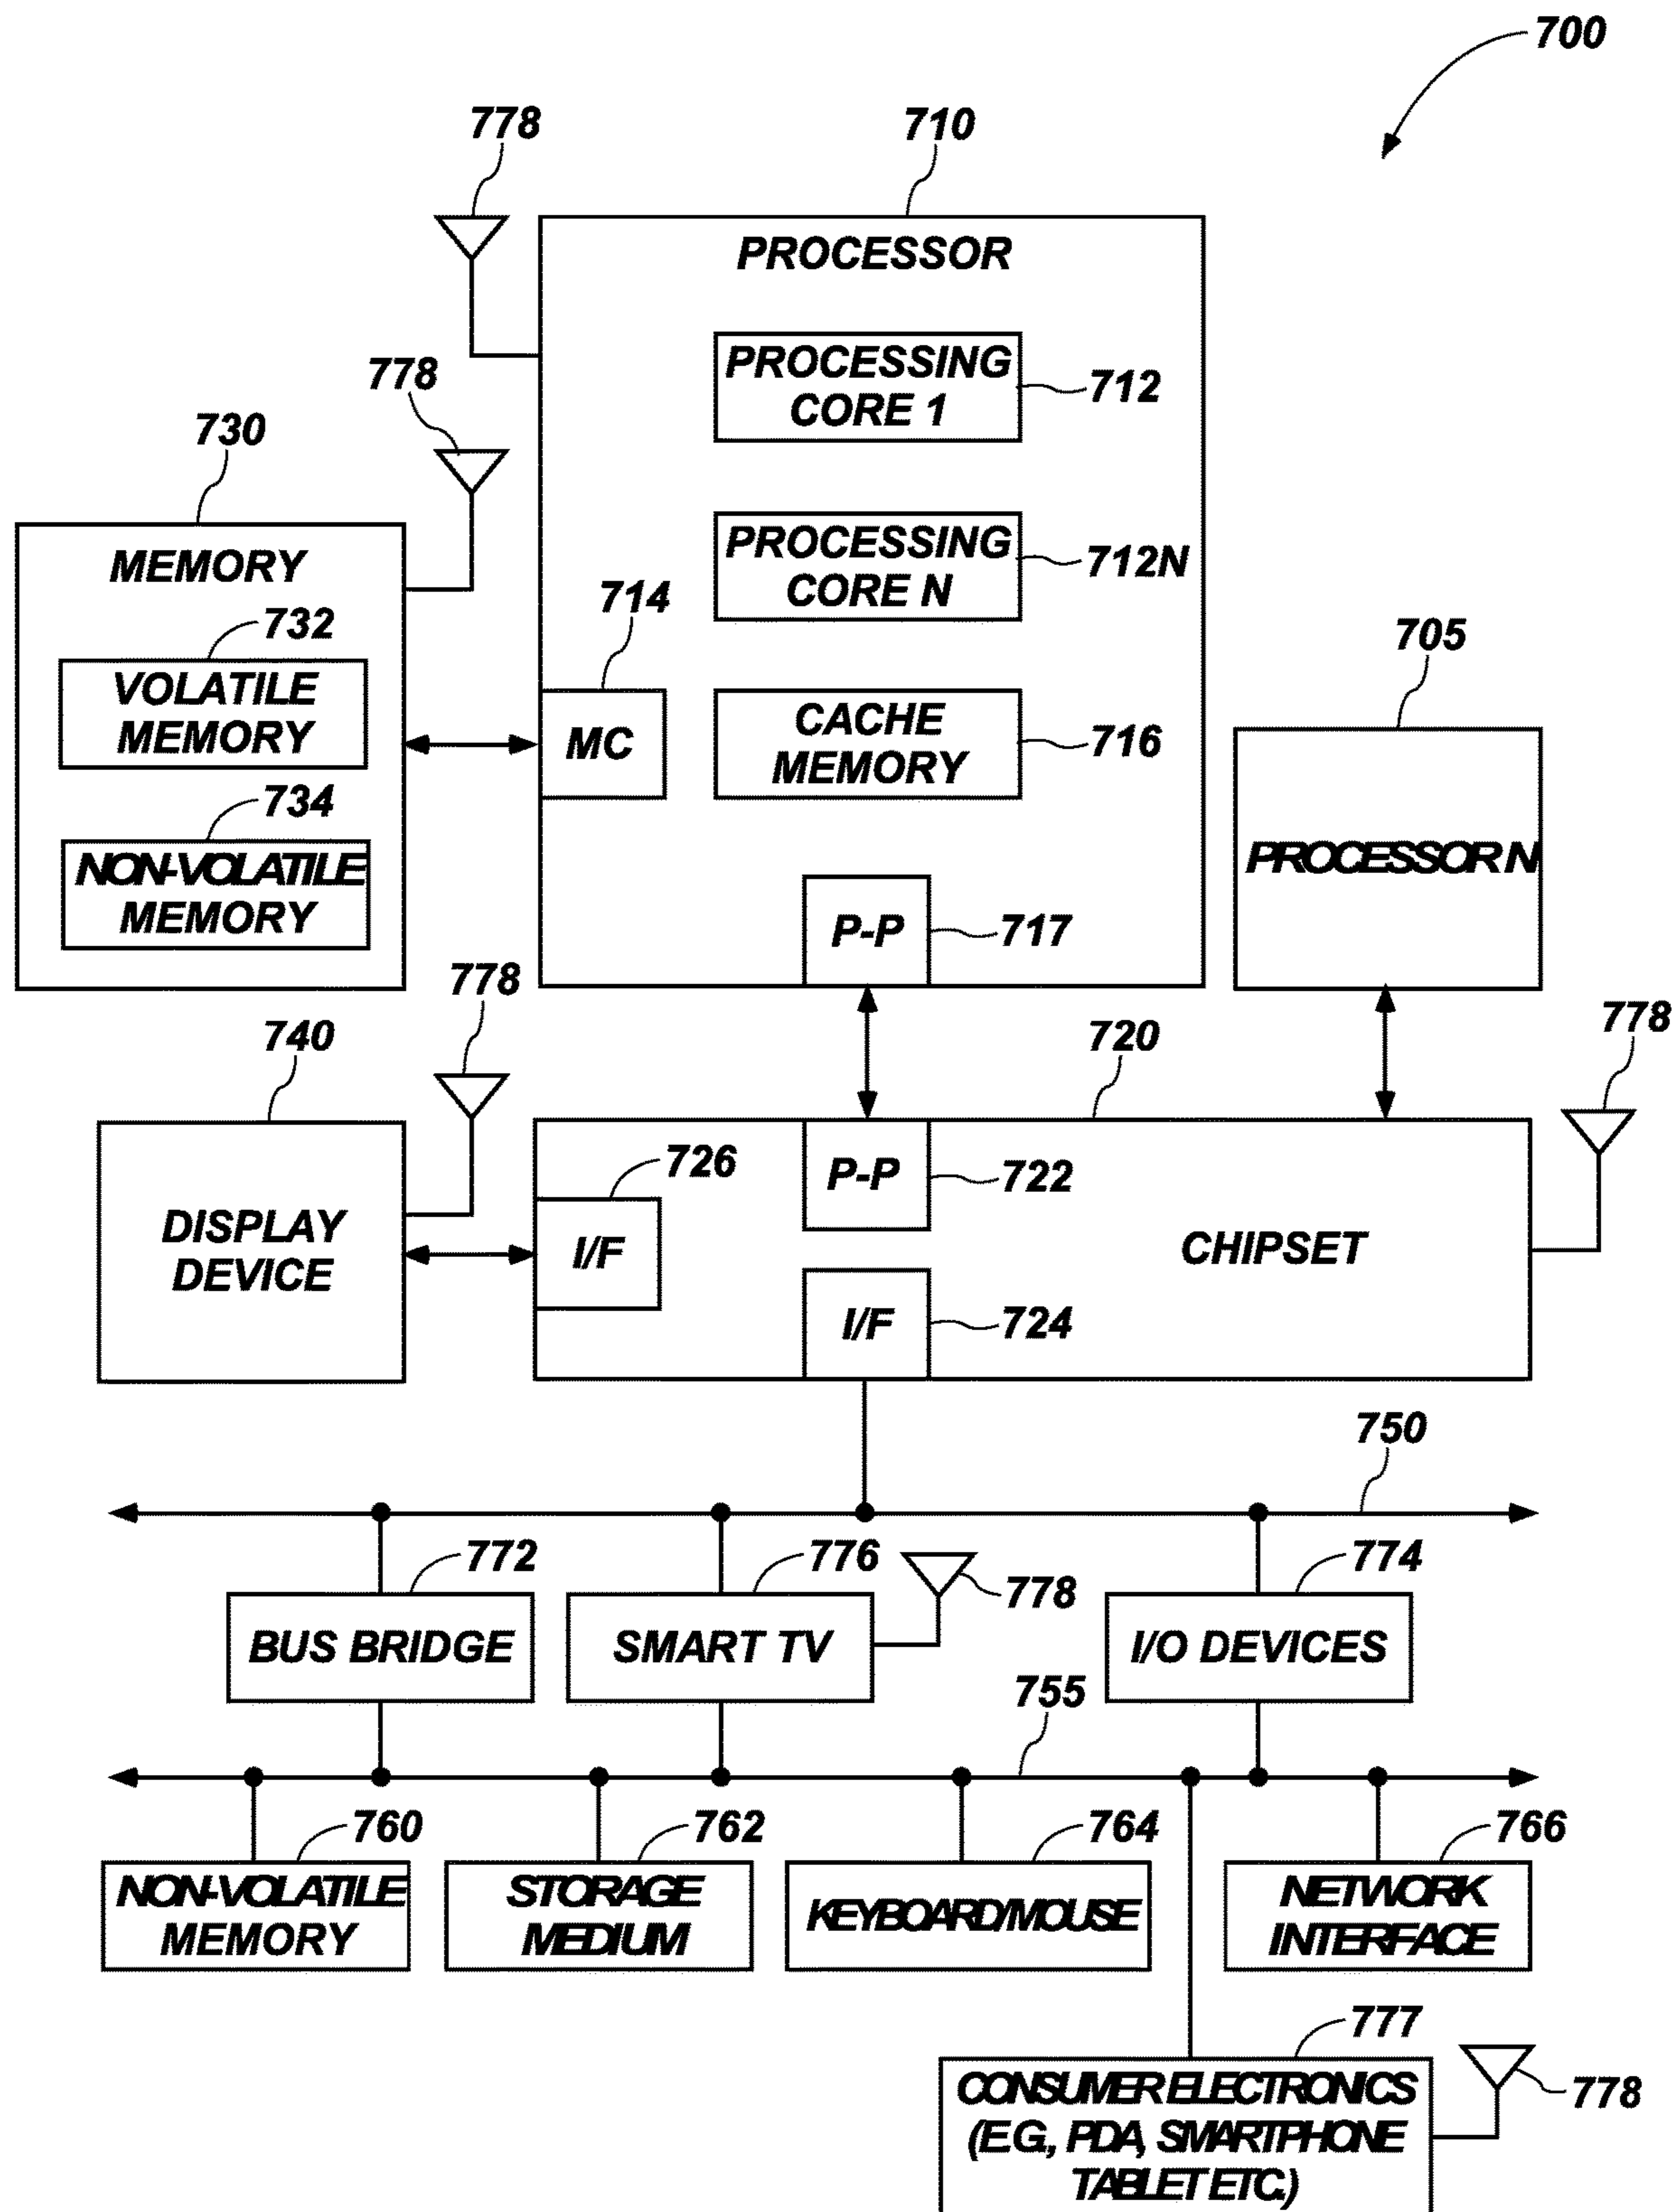 700
778
710
PROCESSOR
PROCESSING
CORE 1
712
778
730
MEMORY
PROCESSING
CORE N
712N
714
732
VOLATILE
MEMORY
MC
CACHE
MEMORY
716
705
PROCESSOR N
734
NON-VOLATILE
MEMORY
P-P
717
778
740
720
778
DISPLAY
DEVICE
726
I/F
P-P
722
CHIPSET
I/F
724
750
772
776
778
774
BUS BRIDGE
SMART TV
I/O DEVICES
755
760
762
764
766
NON-VOLATILE
MEMORY
STORAGE
MEDIUM
KEYBOARD/MOUSE
NETWORK
INTERFACE
777
CONSUMER ELECTRONICS
(E.G., PDA, SMARTPHONE
TABLET ETC.)
778